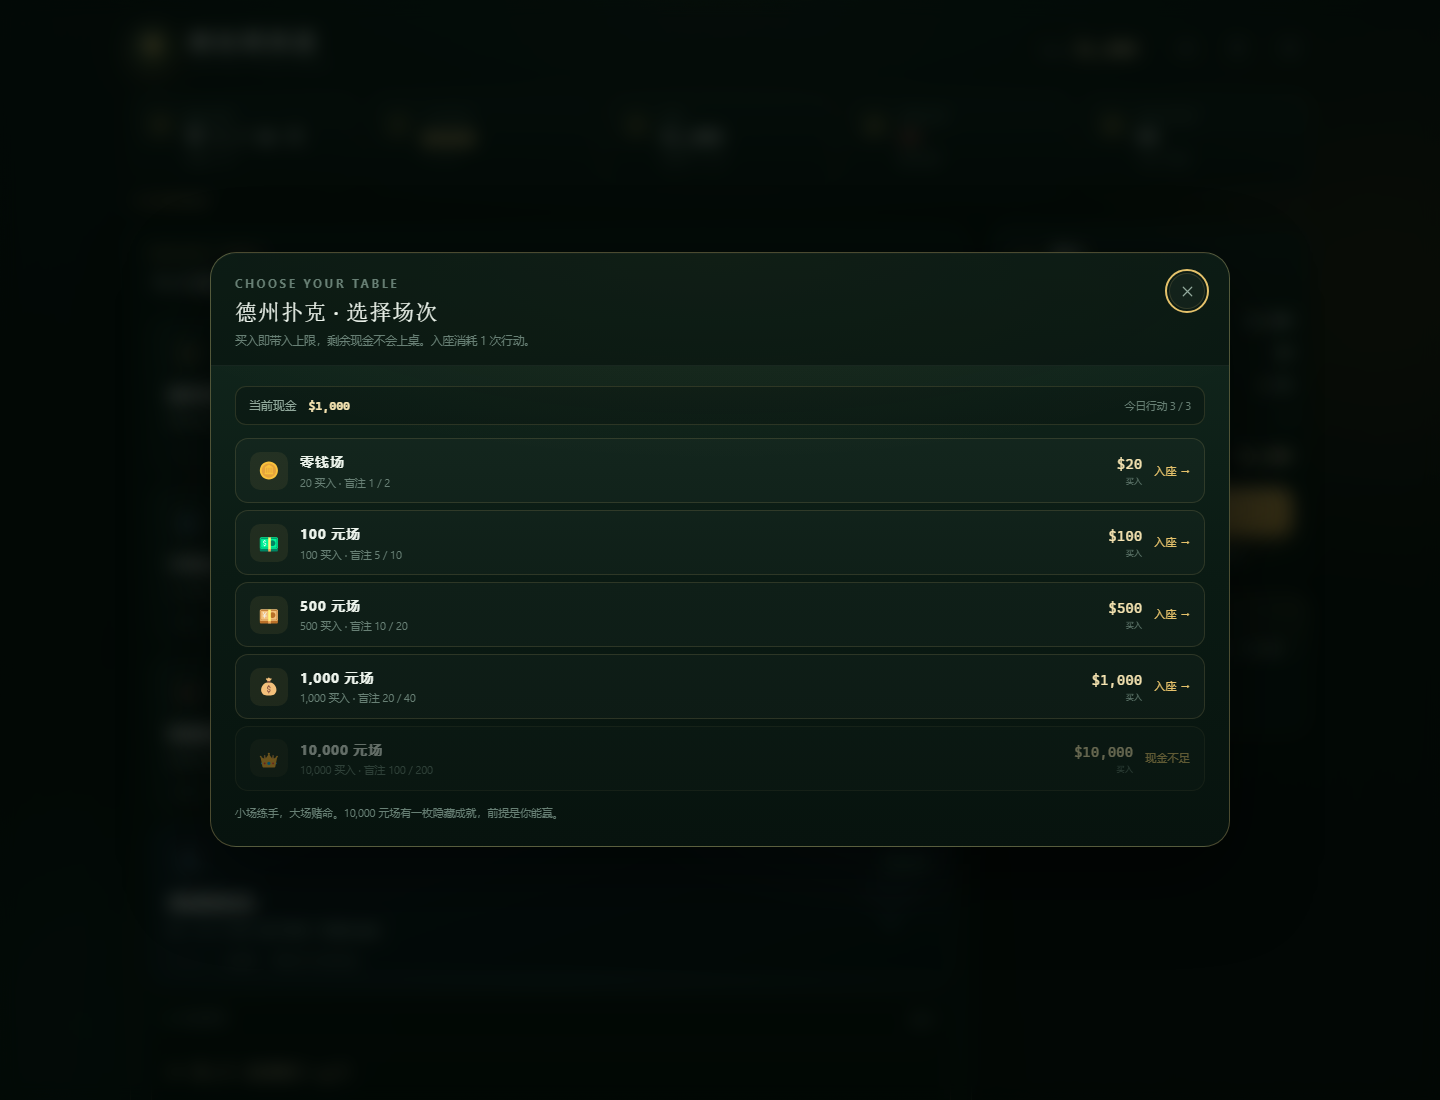 CHOOSE YOUR TABLE
德州扑克 · 选择场次
买入即带入上限，剩余现金不会上桌。入座消耗 1 次行动。
当前现金 $1,000 今日行动 3 / 3
零钱场
20 买入 · 盲注 1 / 2
$20
买入
入座 →
100 元场
100 买入 · 盲注 5 / 10
$100
买入
入座 →
500 元场
500 买入 · 盲注 10 / 20
$500
买入
入座 →
1,000 元场
1,000 买入 · 盲注 20 / 40
$1,000
买入
入座 →
10,000 元场
10,000 买入 · 盲注 100 / 200
$10,000
买入
现金不足
小场练手，大场赌命。10,000 元场有一枚隐藏成就，前提是你能赢。